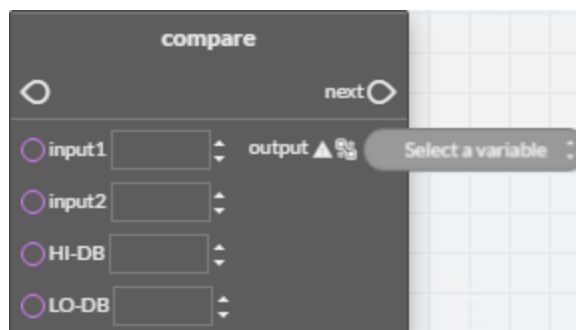 compare
next
input1 output Select a variable
input2
HI-DB
LO-DB